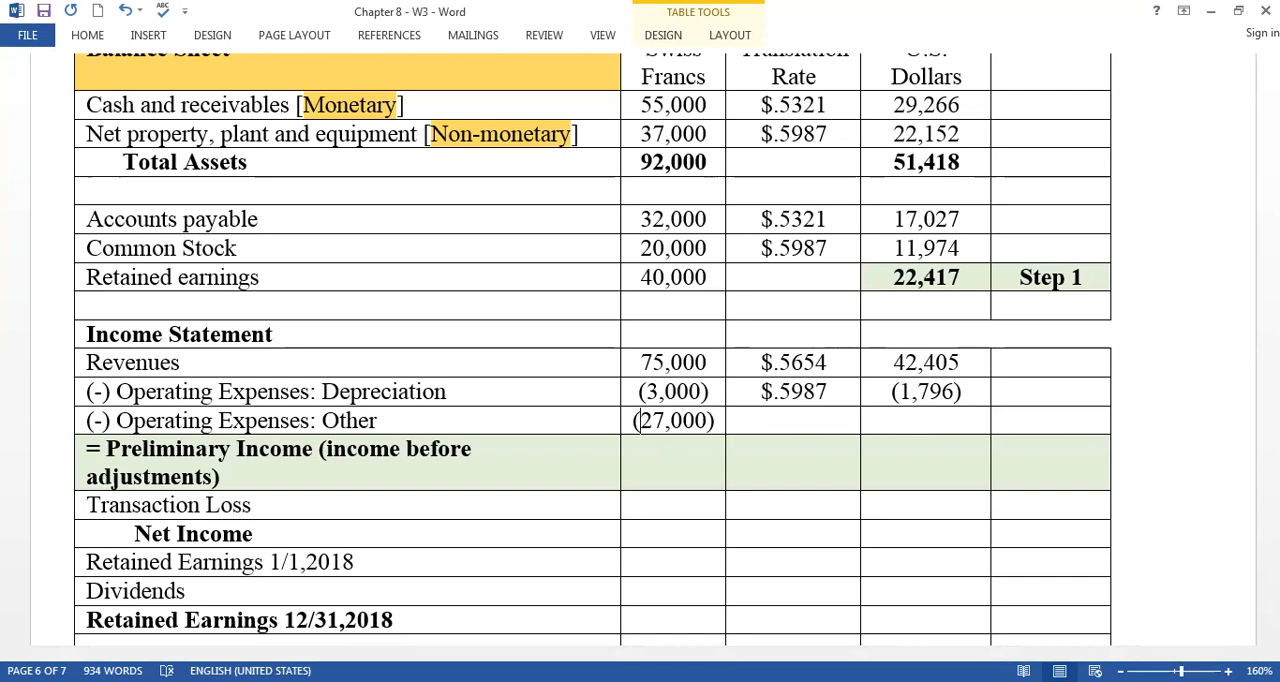 Chapter 8 - W3 - Word
TABLE TOOLS
?
Sign in
FILE HOME INSERT DESIGN PAGE LAYOUT REFERENCES MAILINGS REVIEW VIEW DESIGN LAYOUT
Balance Sheet Swiss Translation U.S.
Francs Rate Dollars
Cash and receivables [Monetary] 55,000 $.5321 29,266
Net property, plant and equipment [Non-monetary] 37,000 $.5987 22,152
Total Assets 92,000 51,418
Accounts payable 32,000 $.5321 17,027
Common Stock 20,000 $.5987 11,974
Retained earnings 40,000 22,417 Step 1
Income Statement
Revenues 75,000 $.5654 42,405
(-) Operating Expenses: Depreciation (3,000) $.5987 (1,796)
(-) Operating Expenses: Other (27,000)
= Preliminary Income (income before
adjustments)
Transaction Loss
Net Income
Retained Earnings 1/1,2018
Dividends
Retained Earnings 12/31,2018
PAGE 6 OF 7 934 WORDS ENGLISH (UNITED STATES) 160%